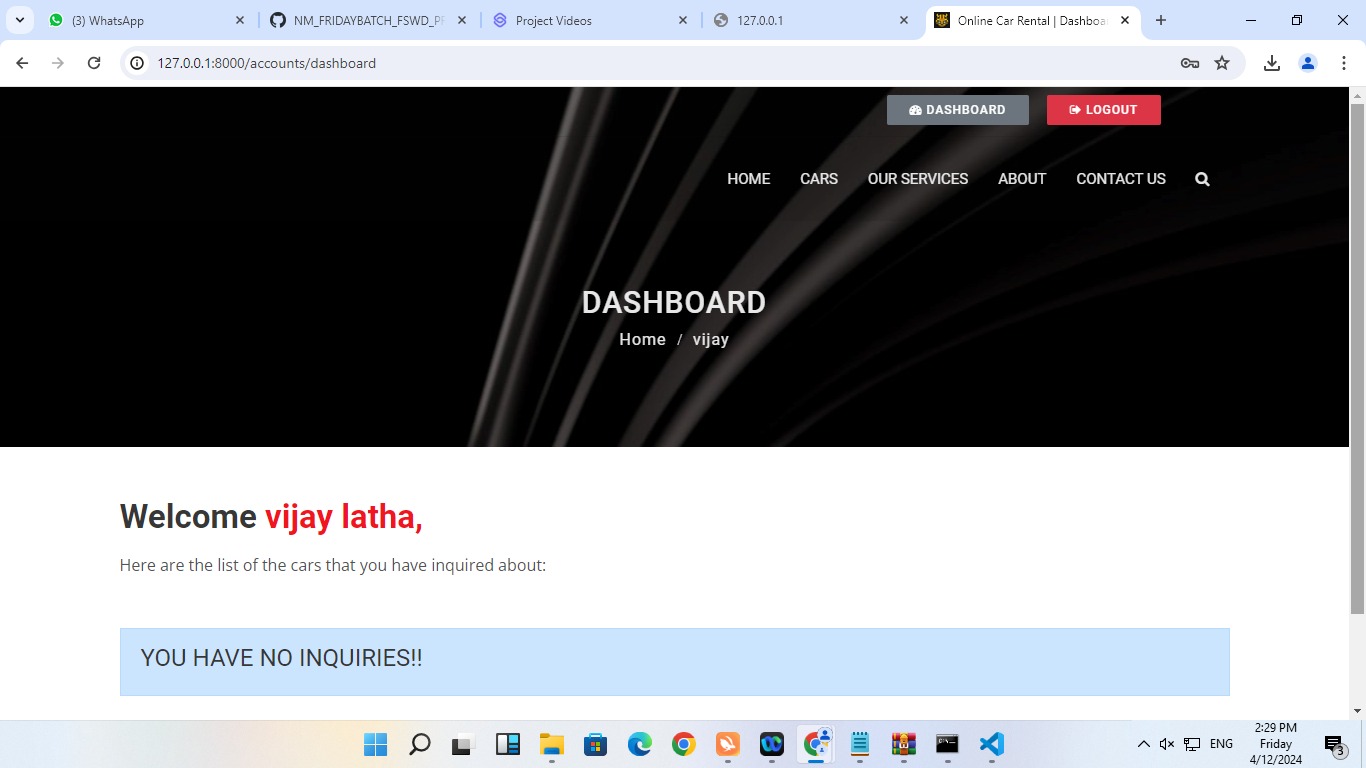 (3) WhatsApp
NM_FRIDAYBATCH_FSWD_PR
Project Videos
127.0.0.1
Online Car Rental | Dashboar
127.0.0.1:8000/accounts/dashboard
DASHBOARD
LOGOUT
HOME
CARS
OUR SERVICES
ABOUT
CONTACT US
DASHBOARD
Home / vijay
Welcome vijay latha,
Here are the list of the cars that you have inquired about:
YOU HAVE NO INQUIRIES!!
ENG
2:29 PM
Friday
4/12/2024
3